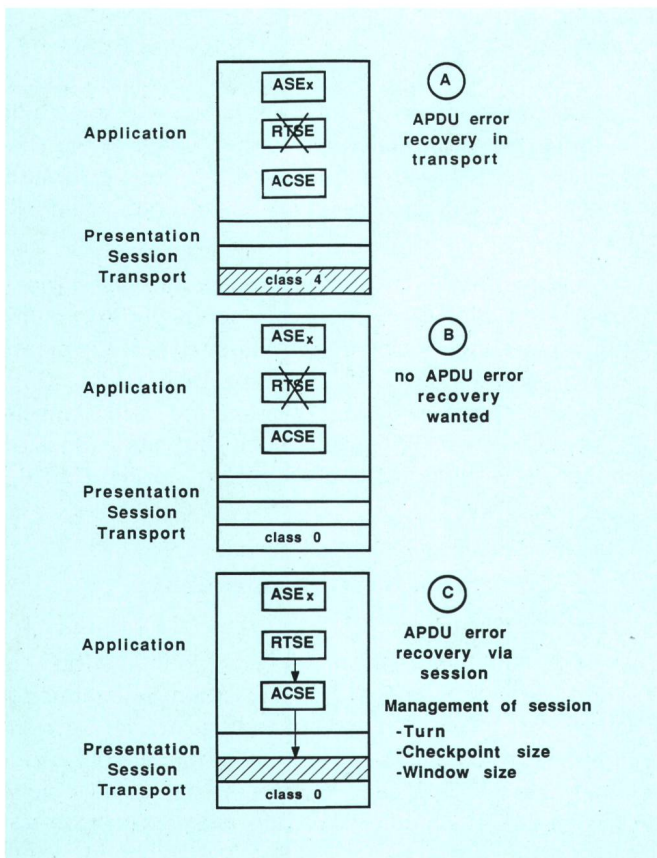 ASEx
A
Application
RTSE
APDU error
recovery in
transport
ACSE
Presentation
Session
Transport
class 4
ASEx
B
Application
RTSE
no APDU error
recovery
wanted
ACSE
Presentation
Session
Transport
class 0
ASEx
C
Application
RTSE
APDU error
recovery via
session
ACSE
Management of session
-Turn
-Checkpoint size
-Window size
Presentation
Session
Transport
class 0